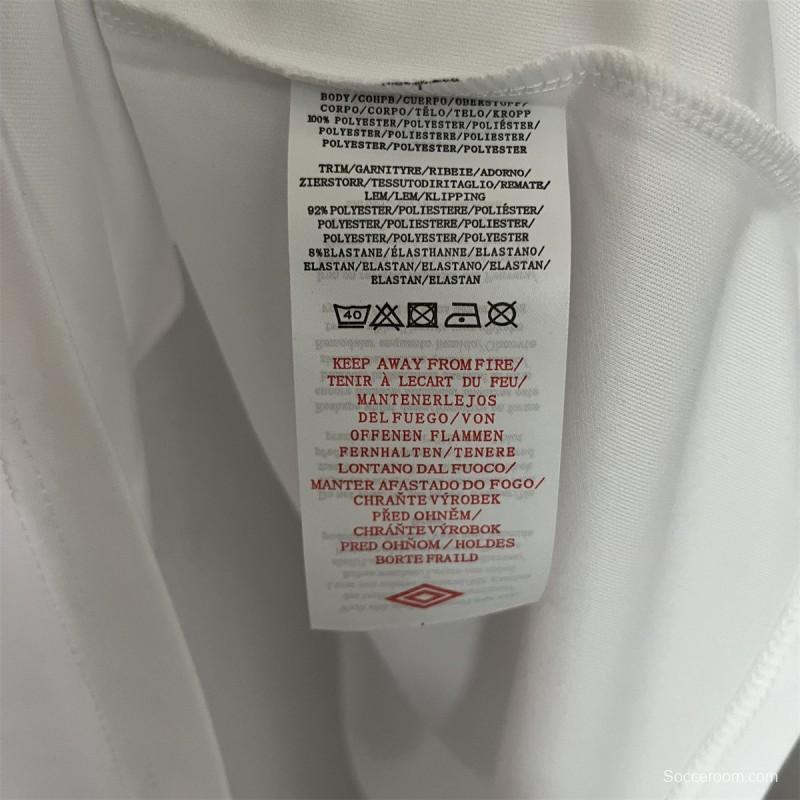 BODY/COHPB/CUERPO/OBERSTOFF/
CORPO/CORPO/TĚLO/TELO/KROPP
100% POLYESTER/POLYESTER/POLIÉSTER/
POLYESTER/POLIESTERE/POLIÉSTER/
POLYESTER/POLYESTER/POLYESTER
TRIM/GARNITYRE/RIBEIE/ADORNO/
ZIERSTORR/TESSUTODIRITAGLIO/REMATE/
LEM/LEM/KLIPPING
92% POLYESTER/POLIESTERE/POLIÉSTER/
POLYESTER/POLIESTERE/POLIÉSTER/
POLYESTER/POLYESTER/POLYESTER
8%ELASTANE/ÉLASTHANNE/ELASTANO/
ELASTAN/ELASTAN/ELASTANO/ELASTAN/
ELASTAN/ELASTAN
40
KEEP AWAY FROM FIRE/
TENIR À LECART DU FEU/
MANTENERLEJOS
DEL FUEGO/VON
OFFENEN FLAMMEN
FERNHALTEN/TENERE
LONTANO DAL FUOCO/
MANTER AFASTADO DO FOGO/
CHRAŇTE VÝROBEK
PŘED OHNĚM/
CHRÁŇTE VÝROBOK
PRED OHŇOM/HOLDES
BORTE FRAILD
Socceroom.com